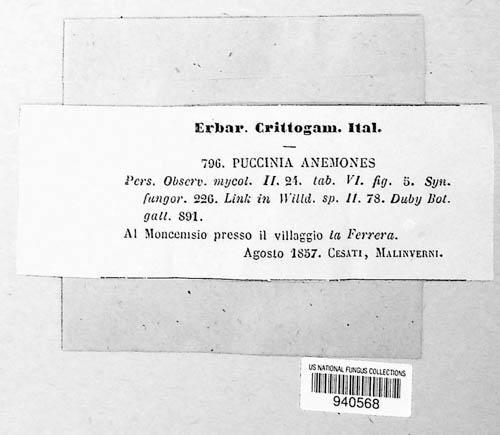 Erbar. Crittogam. Ital.
796. PUCCINIA ANEMONES
Pers. Observ. mycol. II. 24. tab. VI. fig. 5. Syn.
fungor. 226. Link in Willd. sp. II. 78. Duby Bot.
gall. 891.
Al Moncenisio presso il villaggio la Ferrera.
Agosto 1857. CESATI, MALINVERNI.
US NATIONAL FUNGUS COLLECTIONS
940568